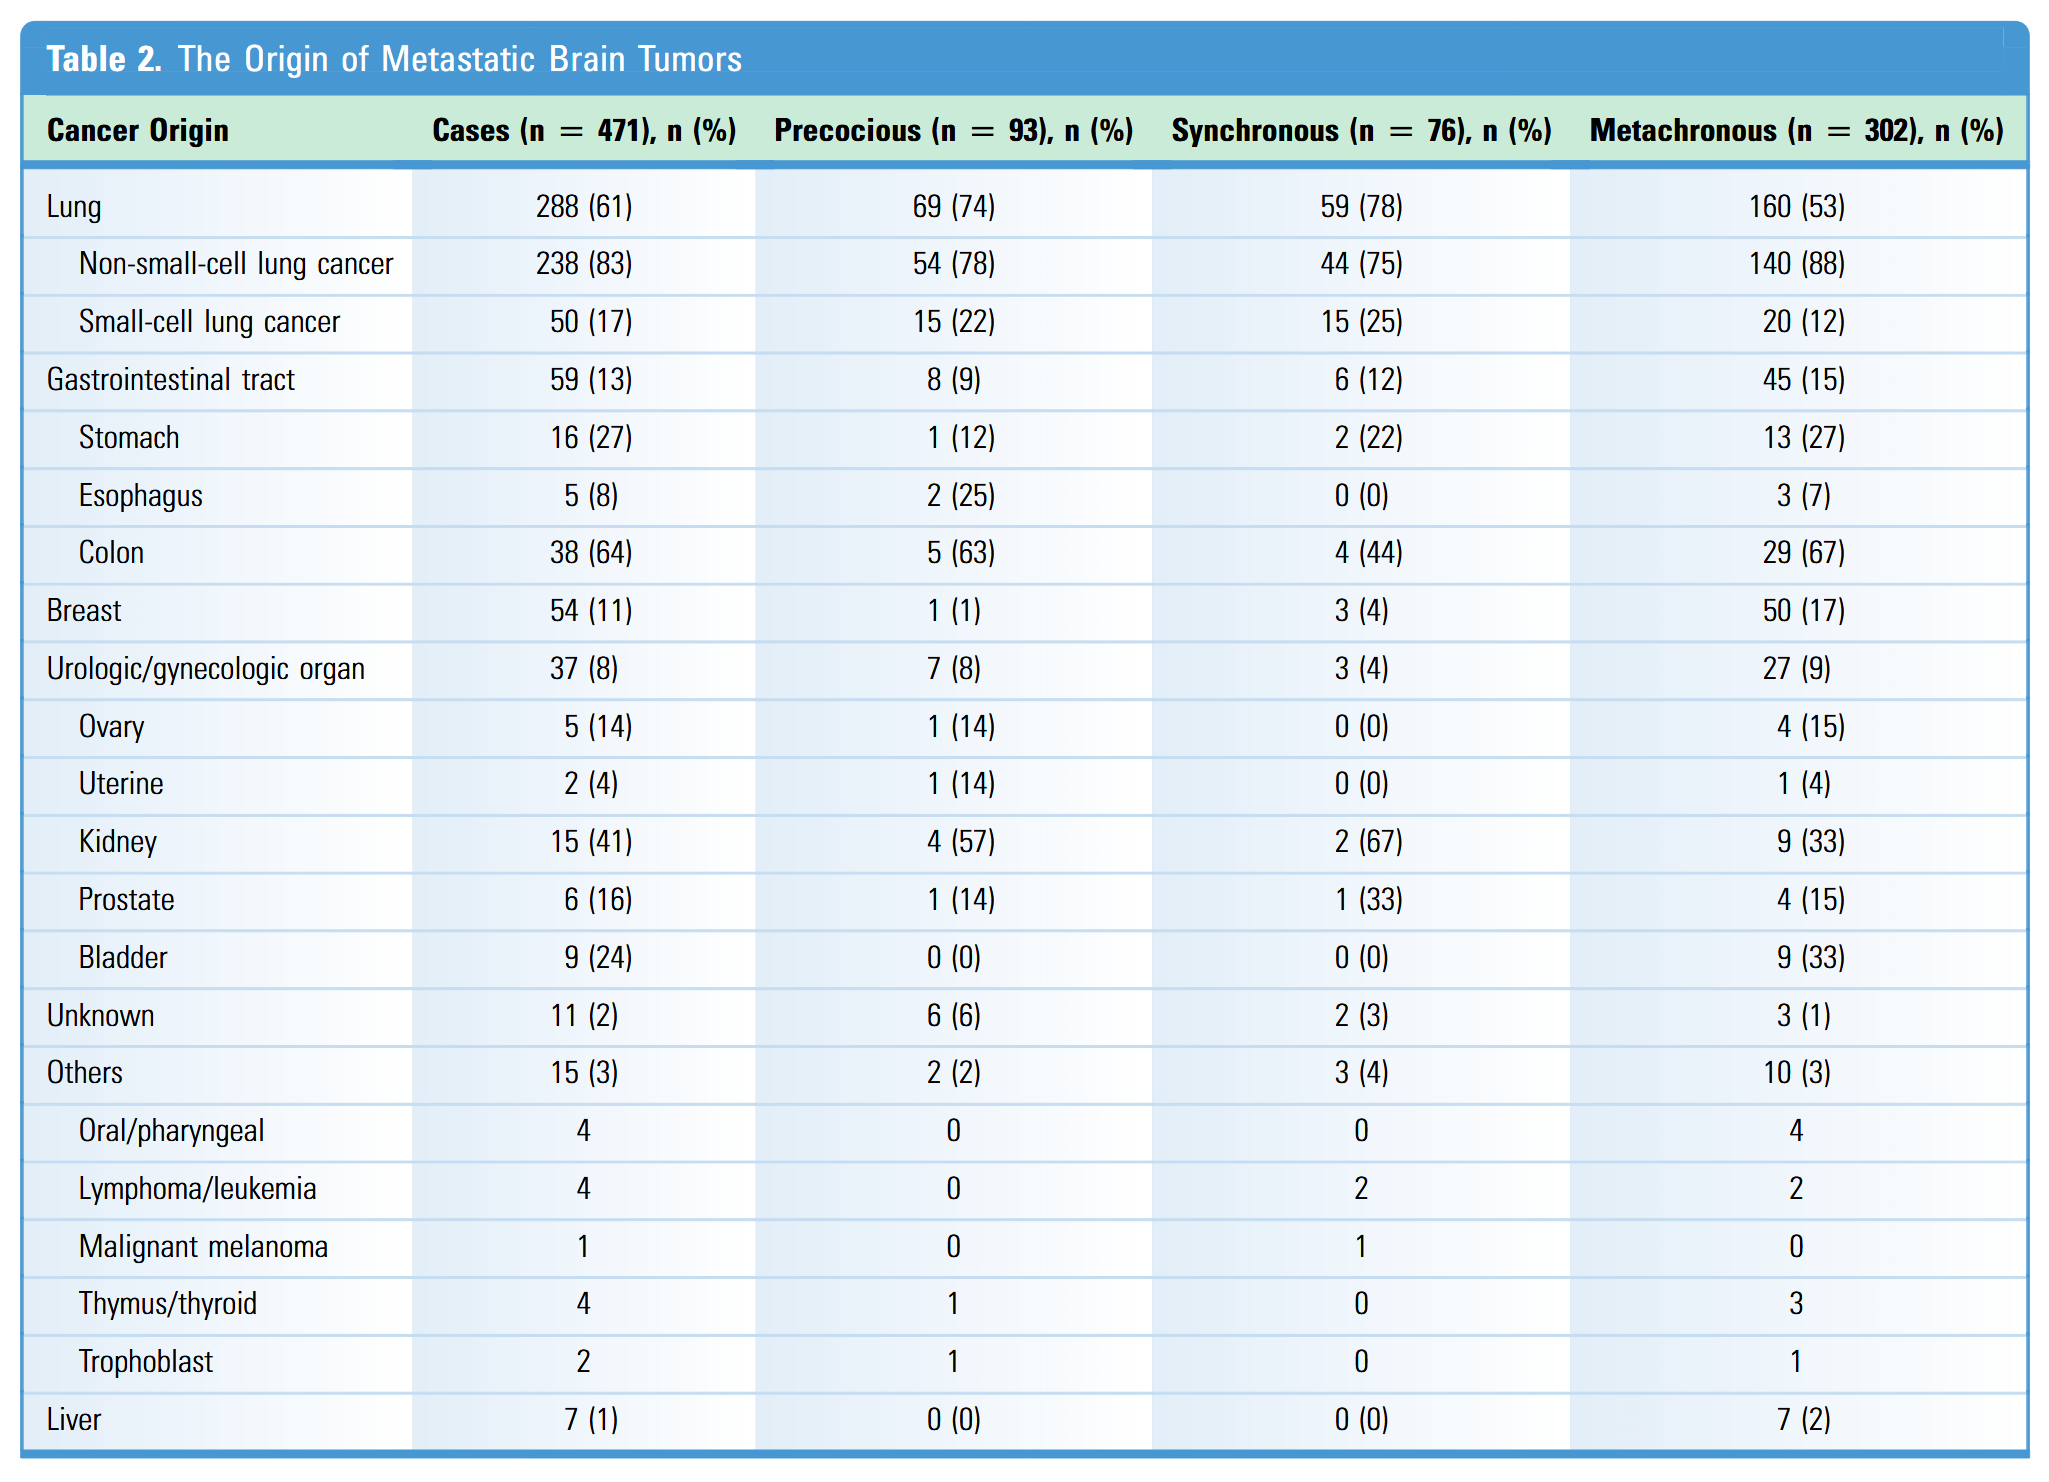 Table 2. The Origin of Metastatic Brain Tumors
Cancer Origin Cases (n = 471), n (%) Precocious (n = 93), n (%) Synchronous (n = 76), n (%) Metachronous (n = 302), n (%)
Lung 288 (61) 69 (74) 59 (78) 160 (53)
Non-small-cell lung cancer 238 (83) 54 (78) 44 (75) 140 (88)
Small-cell lung cancer 50 (17) 15 (22) 15 (25) 20 (12)
Gastrointestinal tract 59 (13) 8 (9) 6 (12) 45 (15)
Stomach 16 (27) 1 (12) 2 (22) 13 (27)
Esophagus 5 (8) 2 (25) 0 (0) 3 (7)
Colon 38 (64) 5 (63) 4 (44) 29 (67)
Breast 54 (11) 1 (1) 3 (4) 50 (17)
Urologic/gynecologic organ 37 (8) 7 (8) 3 (4) 27 (9)
Ovary 5 (14) 1 (14) 0 (0) 4 (15)
Uterine 2 (4) 1 (14) 0 (0) 1 (4)
Kidney 15 (41) 4 (57) 2 (67) 9 (33)
Prostate 6 (16) 1 (14) 1 (33) 4 (15)
Bladder 9 (24) 0 (0) 0 (0) 9 (33)
Unknown 11 (2) 6 (6) 2 (3) 3 (1)
Others 15 (3) 2 (2) 3 (4) 10 (3)
Oral/pharyngeal 4 0 0 4
Lymphoma/leukemia 4 0 2 2
Malignant melanoma 1 0 1 0
Thymus/thyroid 4 1 0 3
Trophoblast 2 1 0 1
Liver 7 (1) 0 (0) 0 (0) 7 (2)